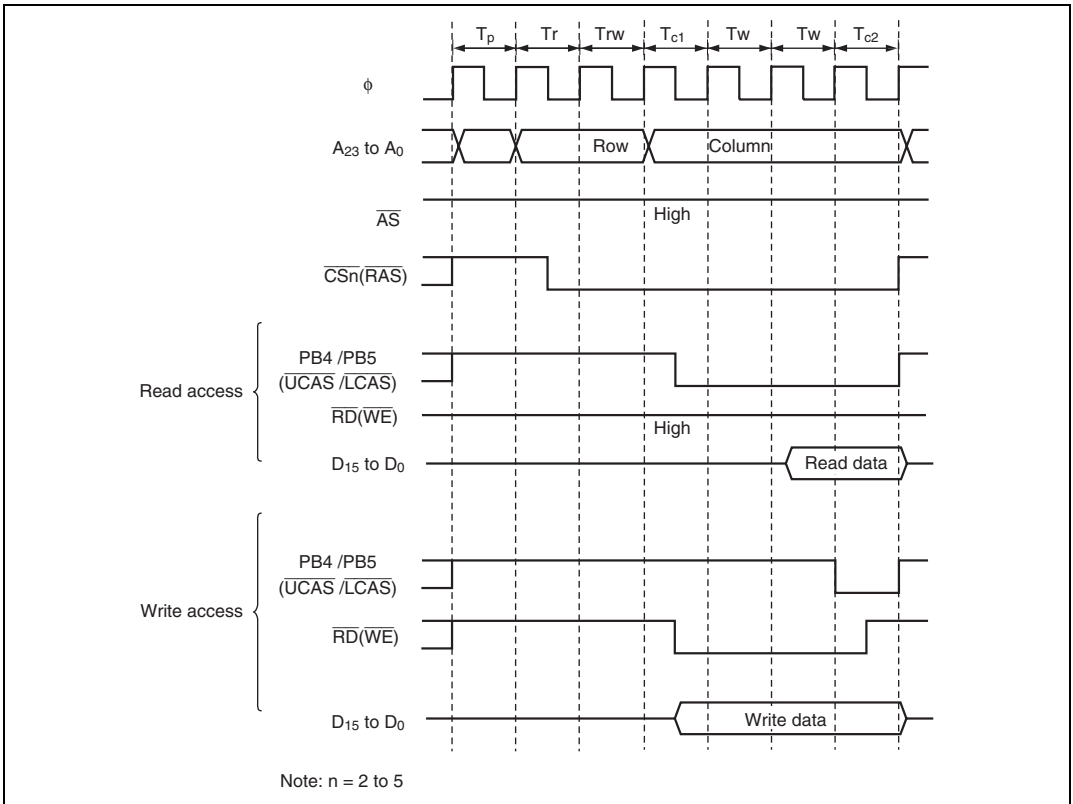 Tp Tr Trw Tc1 Tw Tw Tc2
φ
A23 to A0 Row Column
AS High
CSn(RAS)
Read access
PB4 /PB5
(UCAS /LCAS)
RD(WE) High
D15 to D0 Read data
Write access
PB4 /PB5
(UCAS /LCAS)
RD(WE)
D15 to D0 Write data
Note: n = 2 to 5